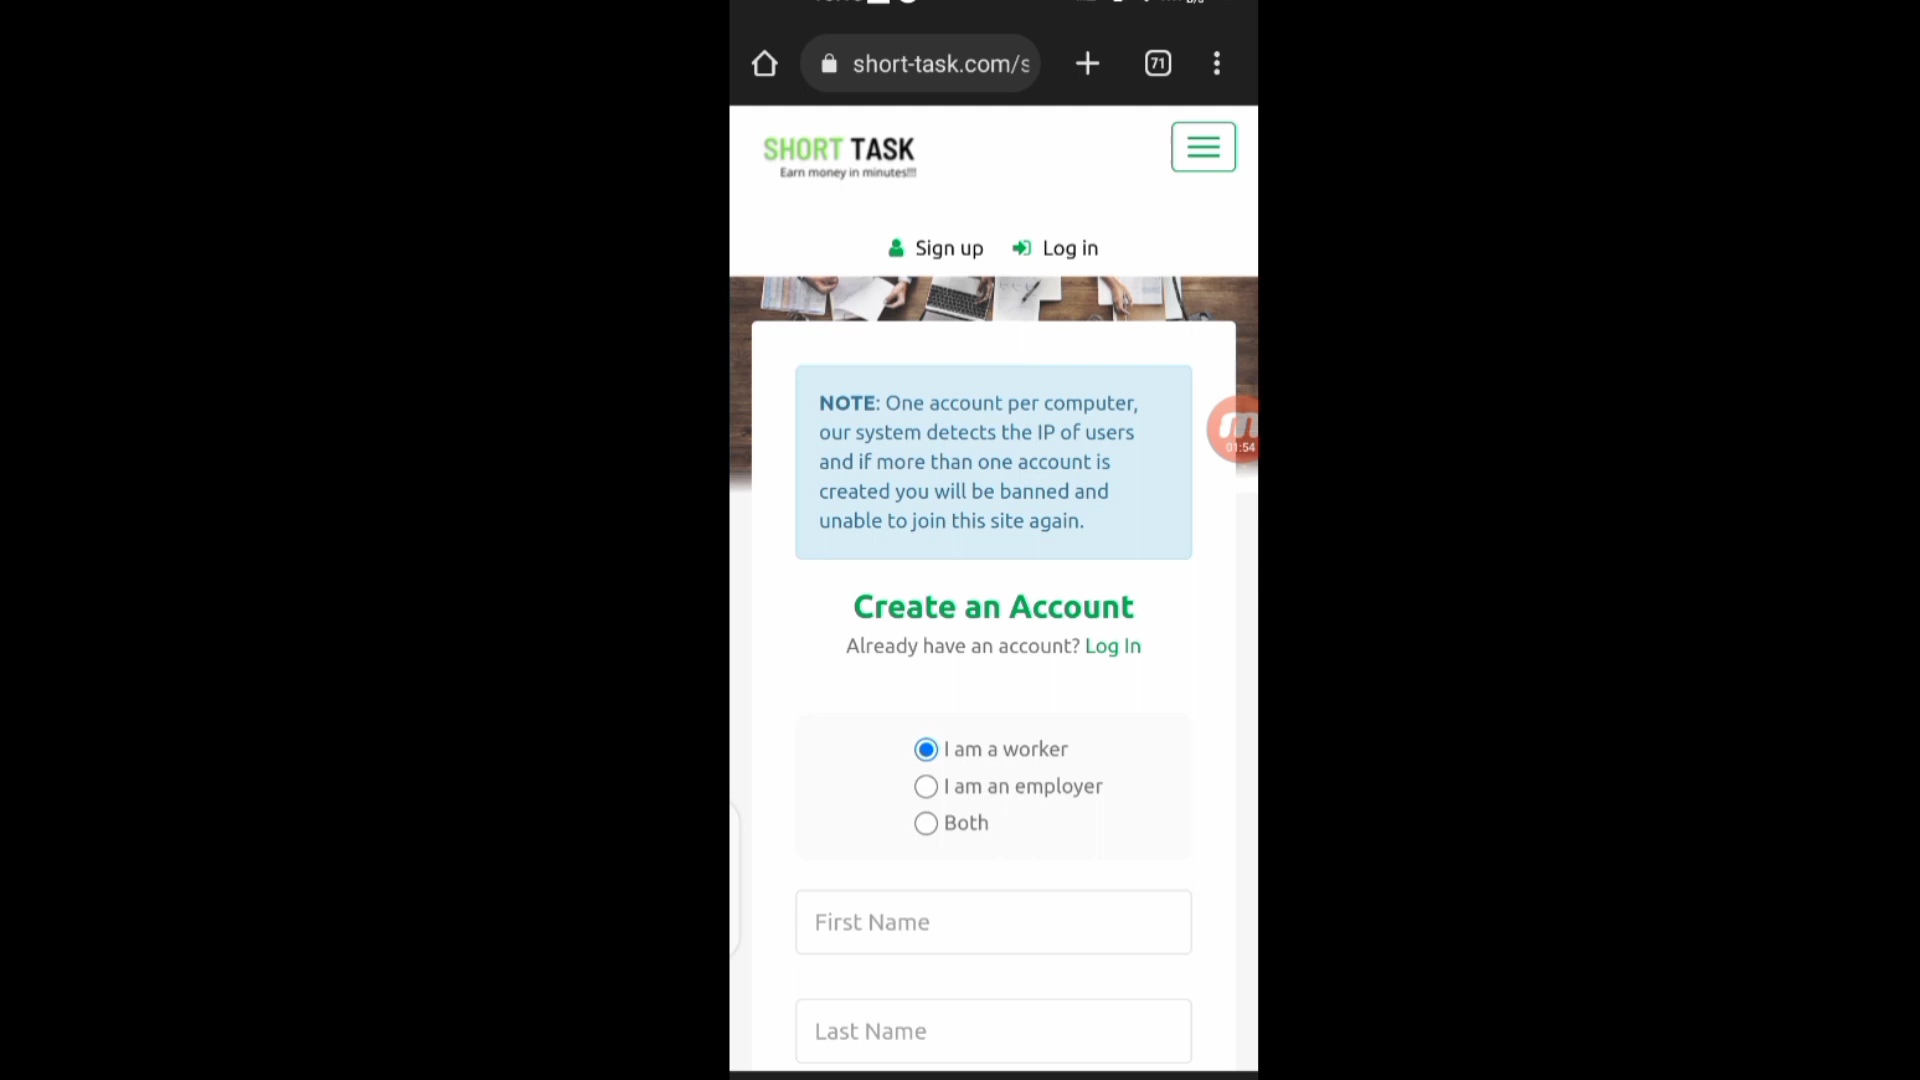 short-task.com/s
71
SHORT TASK
Earn money in minutes!!!
Sign up
Log in
NOTE: One account per computer,
our system detects the IP of users
and if more than one account is
created you will be banned and
unable to join this site again.
01:54
Create an Account
Already have an account? Log In
I am a worker
I am an employer
Both
First Name
Last Name